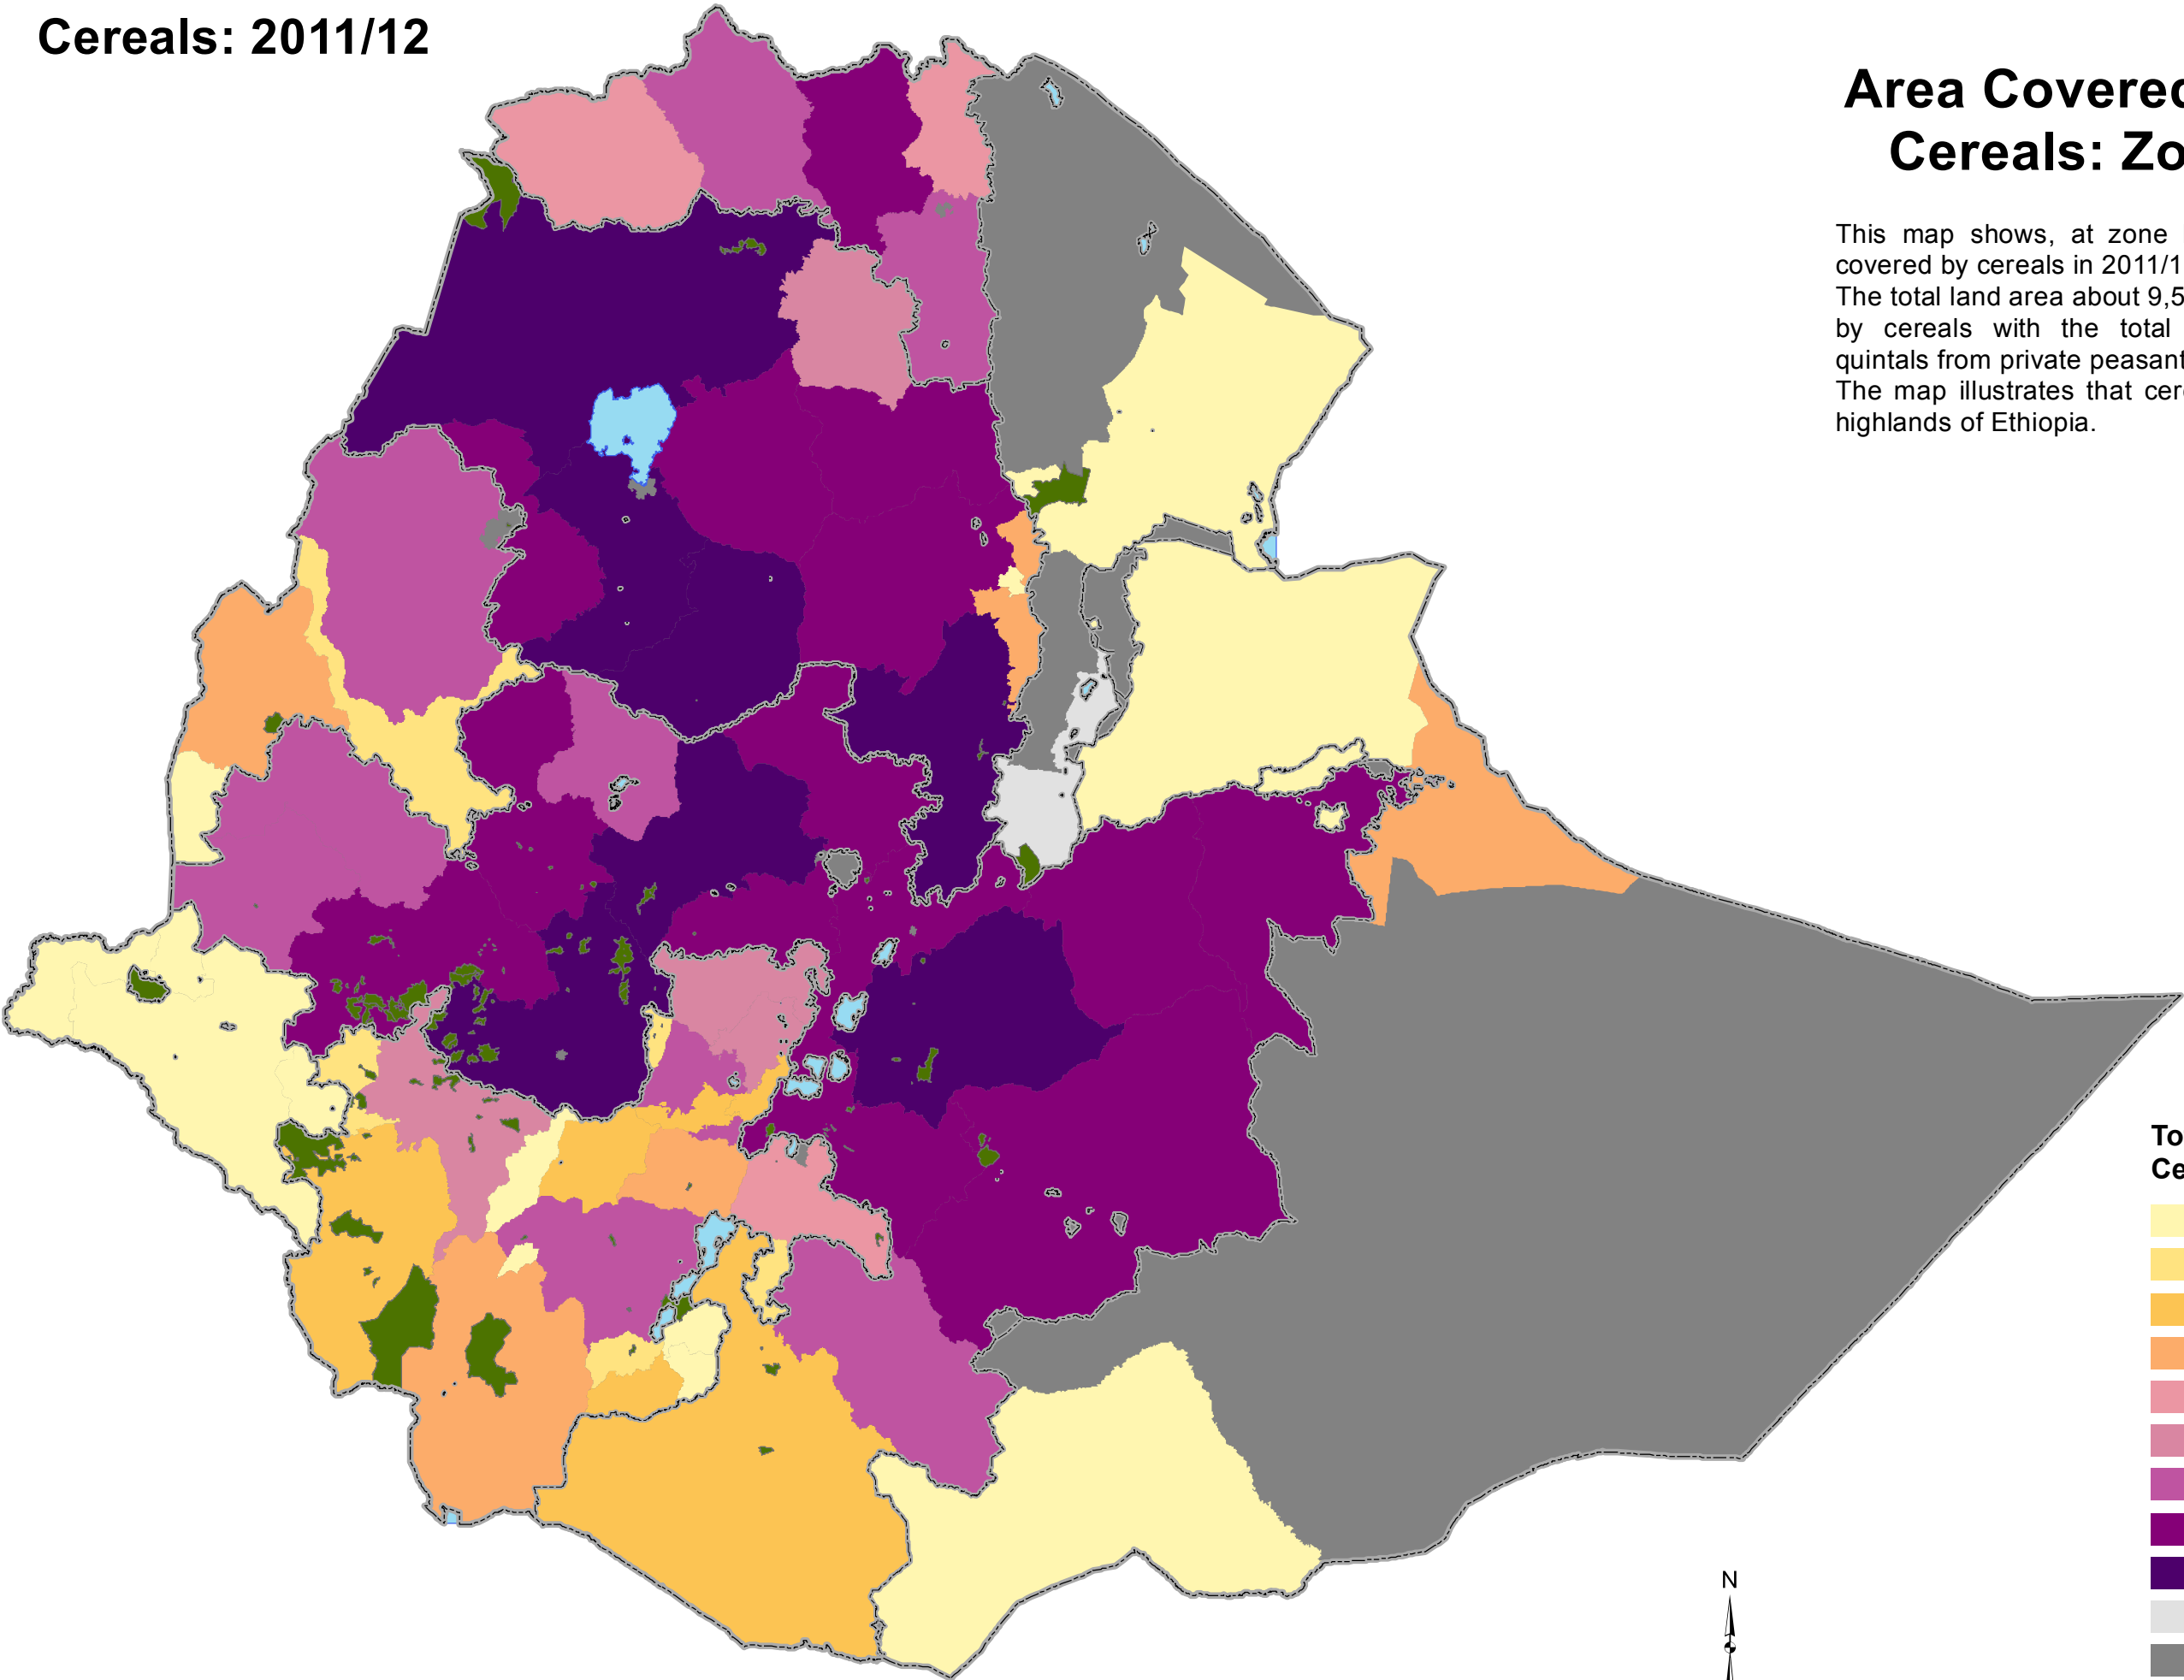 Cereals: 2011/12
Area Covered
Cereals: Zo
This map shows, at zone
covered by cereals in 2011/1
The total land area about 9,5
by cereals with the total
quintals from private peasant
The map illustrates that cer
highlands of Ethiopia.
To
Ce
N